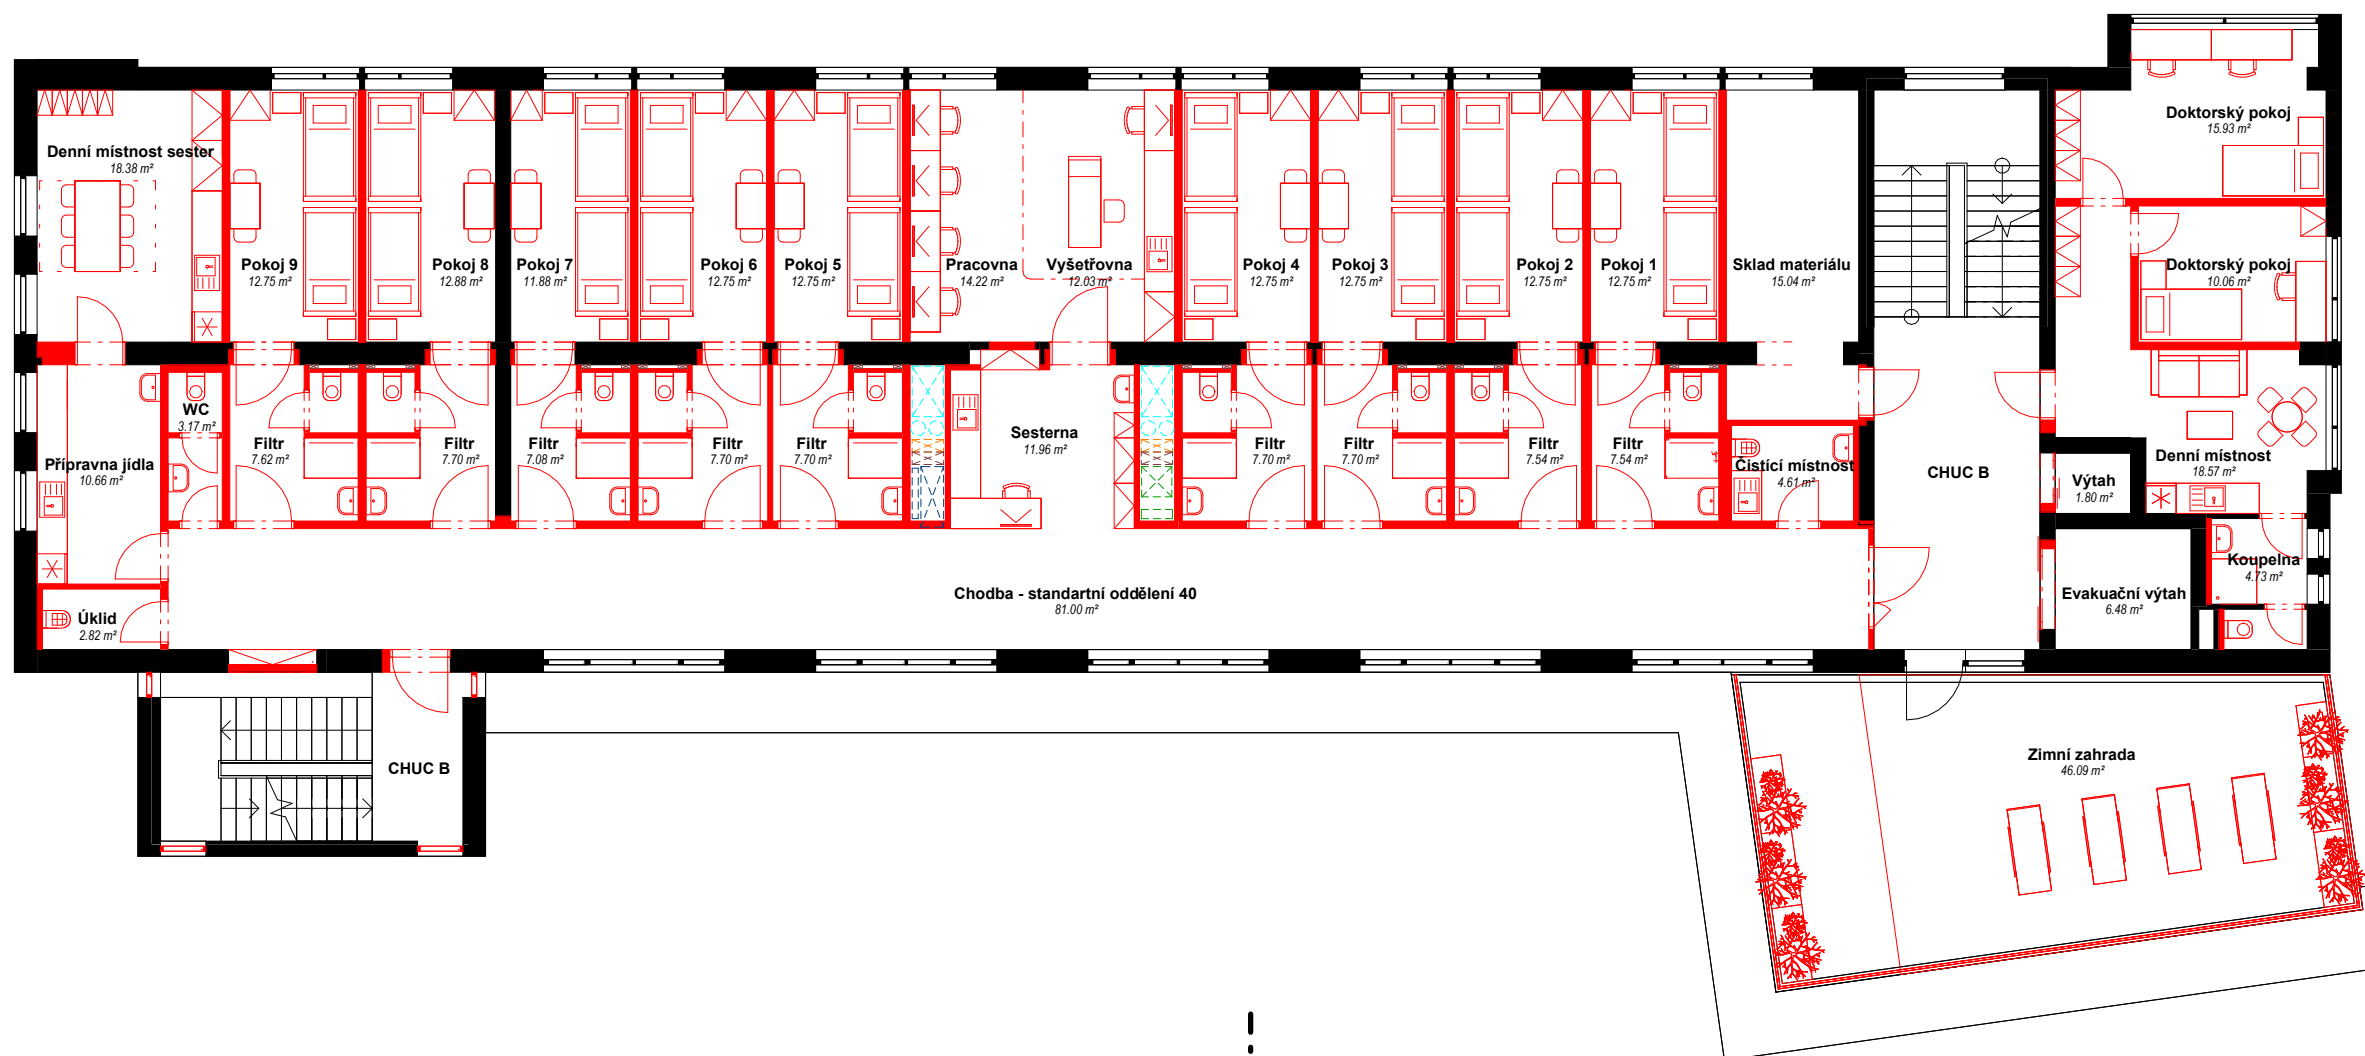 Doktorský pokoj
15.93 m²
Denní místnost sester
18.38 m²
Pokoj 9
12.75 m²
Pokoj 8
12.88 m²
Pokoj 7
11.88 m²
Pokoj 6
12.75 m²
Pokoj 5
12.75 m²
Pracovna
14.22 m²
Vyšetřovna
12.03 m²
Pokoj 4
12.75 m²
Pokoj 3
12.75 m²
Pokoj 2
12.75 m²
Pokoj 1
12.75 m²
Sklad materiálu
15.04 m²
Doktorský pokoj
10.06 m²
WC
3.17 m²
Přípravna jídla
10.66 m²
Filtr
7.62 m²
Filtr
7.70 m²
Filtr
7.08 m²
Filtr
7.70 m²
Filtr
7.70 m²
Sesterna
11.96 m²
Filtr
7.70 m²
Filtr
7.70 m²
Filtr
7.54 m²
Filtr
7.54 m²
Čistící místnost
4.61 m²
CHUC B
Výtah
1.80 m²
Denní místnost
18.57 m²
Koupelna
4.73 m²
Evakuační výtah
6.48 m²
Chodba - standartní oddělení 40
81.00 m²
Úklid
2.82 m²
CHUC B
Zimní zahrada
46.09 m²